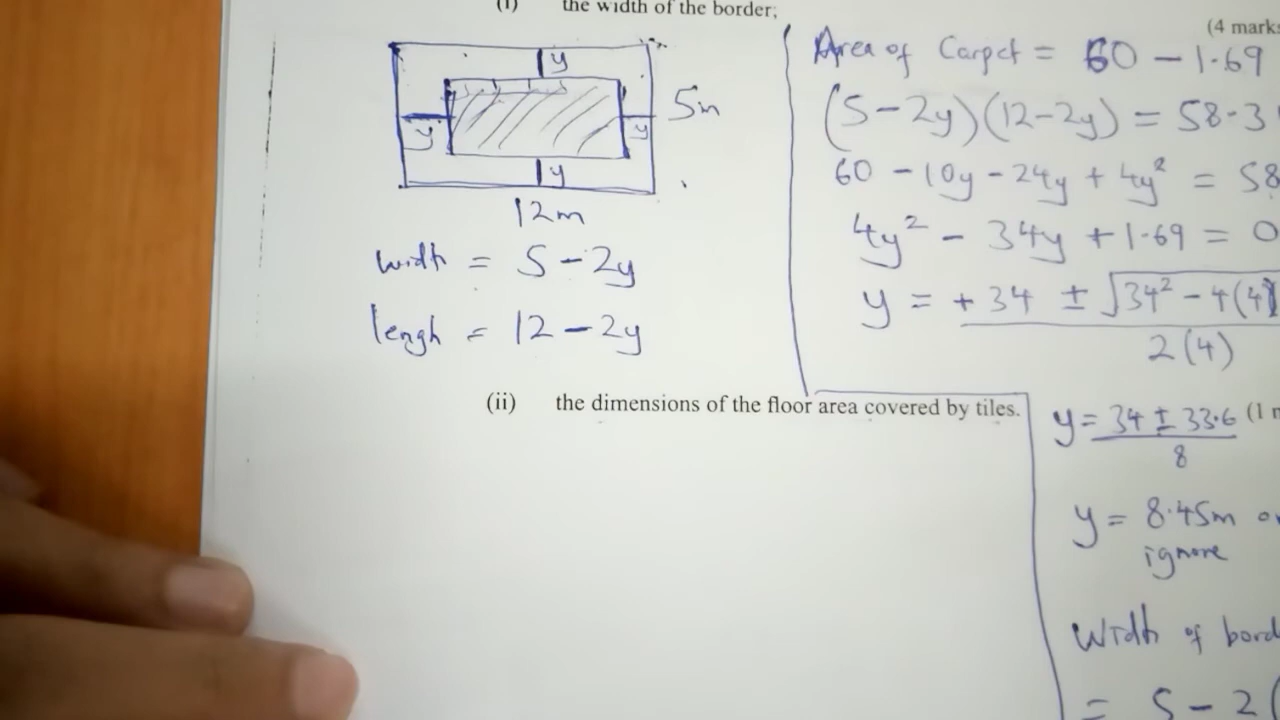 (i) the width of the border;
(4 marks
y
y
y
5m
y
12m
width = 5 - 2y
lengh = 12 - 2y
Area of Carpet = 60 - 1.69
(5-2y)(12-2y) = 58.3
60 - 10y - 24y + 4y² = 58
4y² - 34y + 1.69 = 0
y = +34 ± √34² - 4(4)
2(4)
(ii) the dimensions of the floor area covered by tiles.
(1 m
y = 34 ± 33.6
8
y = 8.45m or
ignore
Width of bord
= 5 - 2(